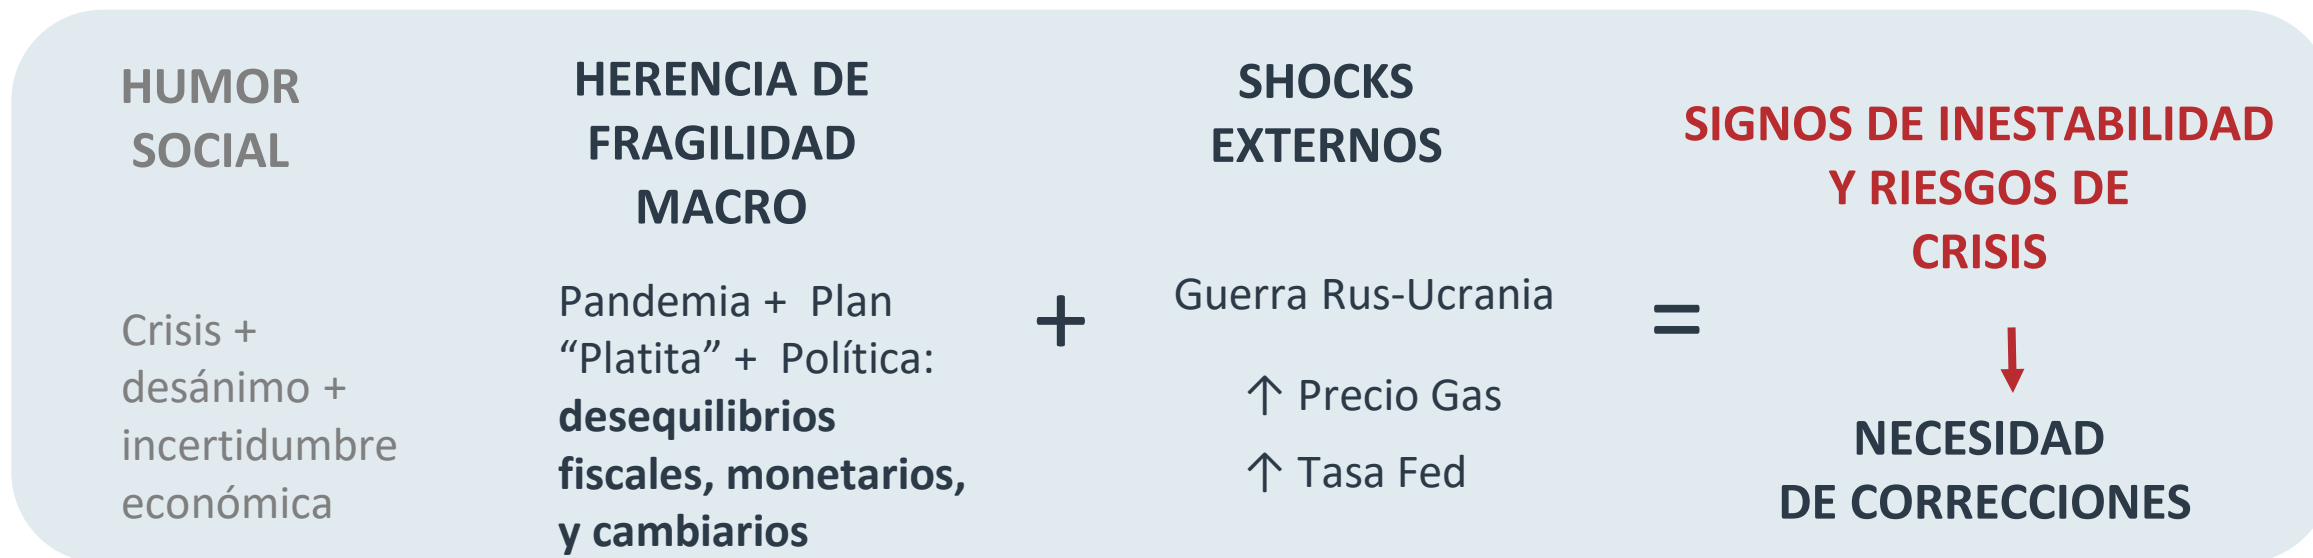 HUMOR
SOCIAL
Crisis +
desánimo +
incertidumbre
económica
HERENCIA DE
FRAGILIDAD
MACRO
Pandemia + Plan
“Platita” + Política:
desequilibrios
fiscales, monetarios,
y cambiarios
+
SHOCKS
EXTERNOS
Guerra Rus-Ucrania
↑ Precio Gas
↑ Tasa Fed
=
SIGNOS DE INESTABILIDAD
Y RIESGOS DE
CRISIS
NECESIDAD
DE CORRECCIONES